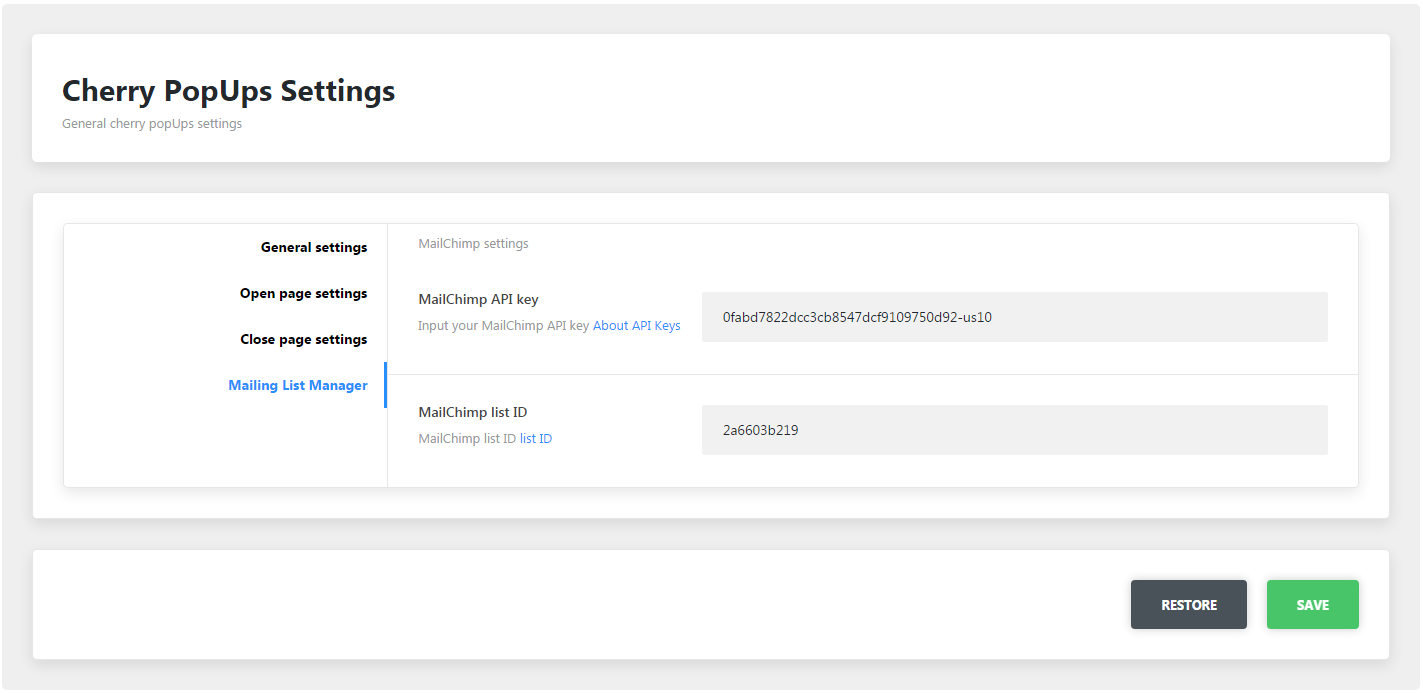 Cherry PopUps Settings
General cherry popUps settings
General settings
Open page settings
Close page settings
Mailing List Manager
MailChimp settings
MailChimp API key
Input your MailChimp API key About API Keys
0fabd7822dcc3cb8547dcf9109750d92-us10
MailChimp list ID
MailChimp list ID list ID
2a6603b219
RESTORE
SAVE